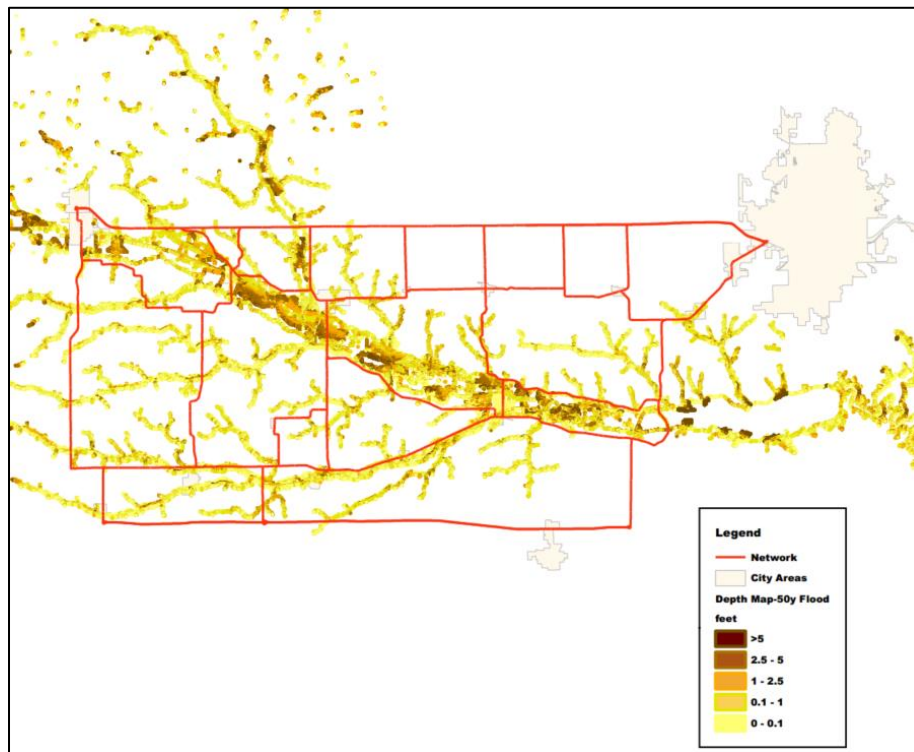 Legend
Network
City Areas
Depth Map-50y Flood
feet
>5
2.5 - 5
1 - 2.5
0.1 - 1
0 - 0.1